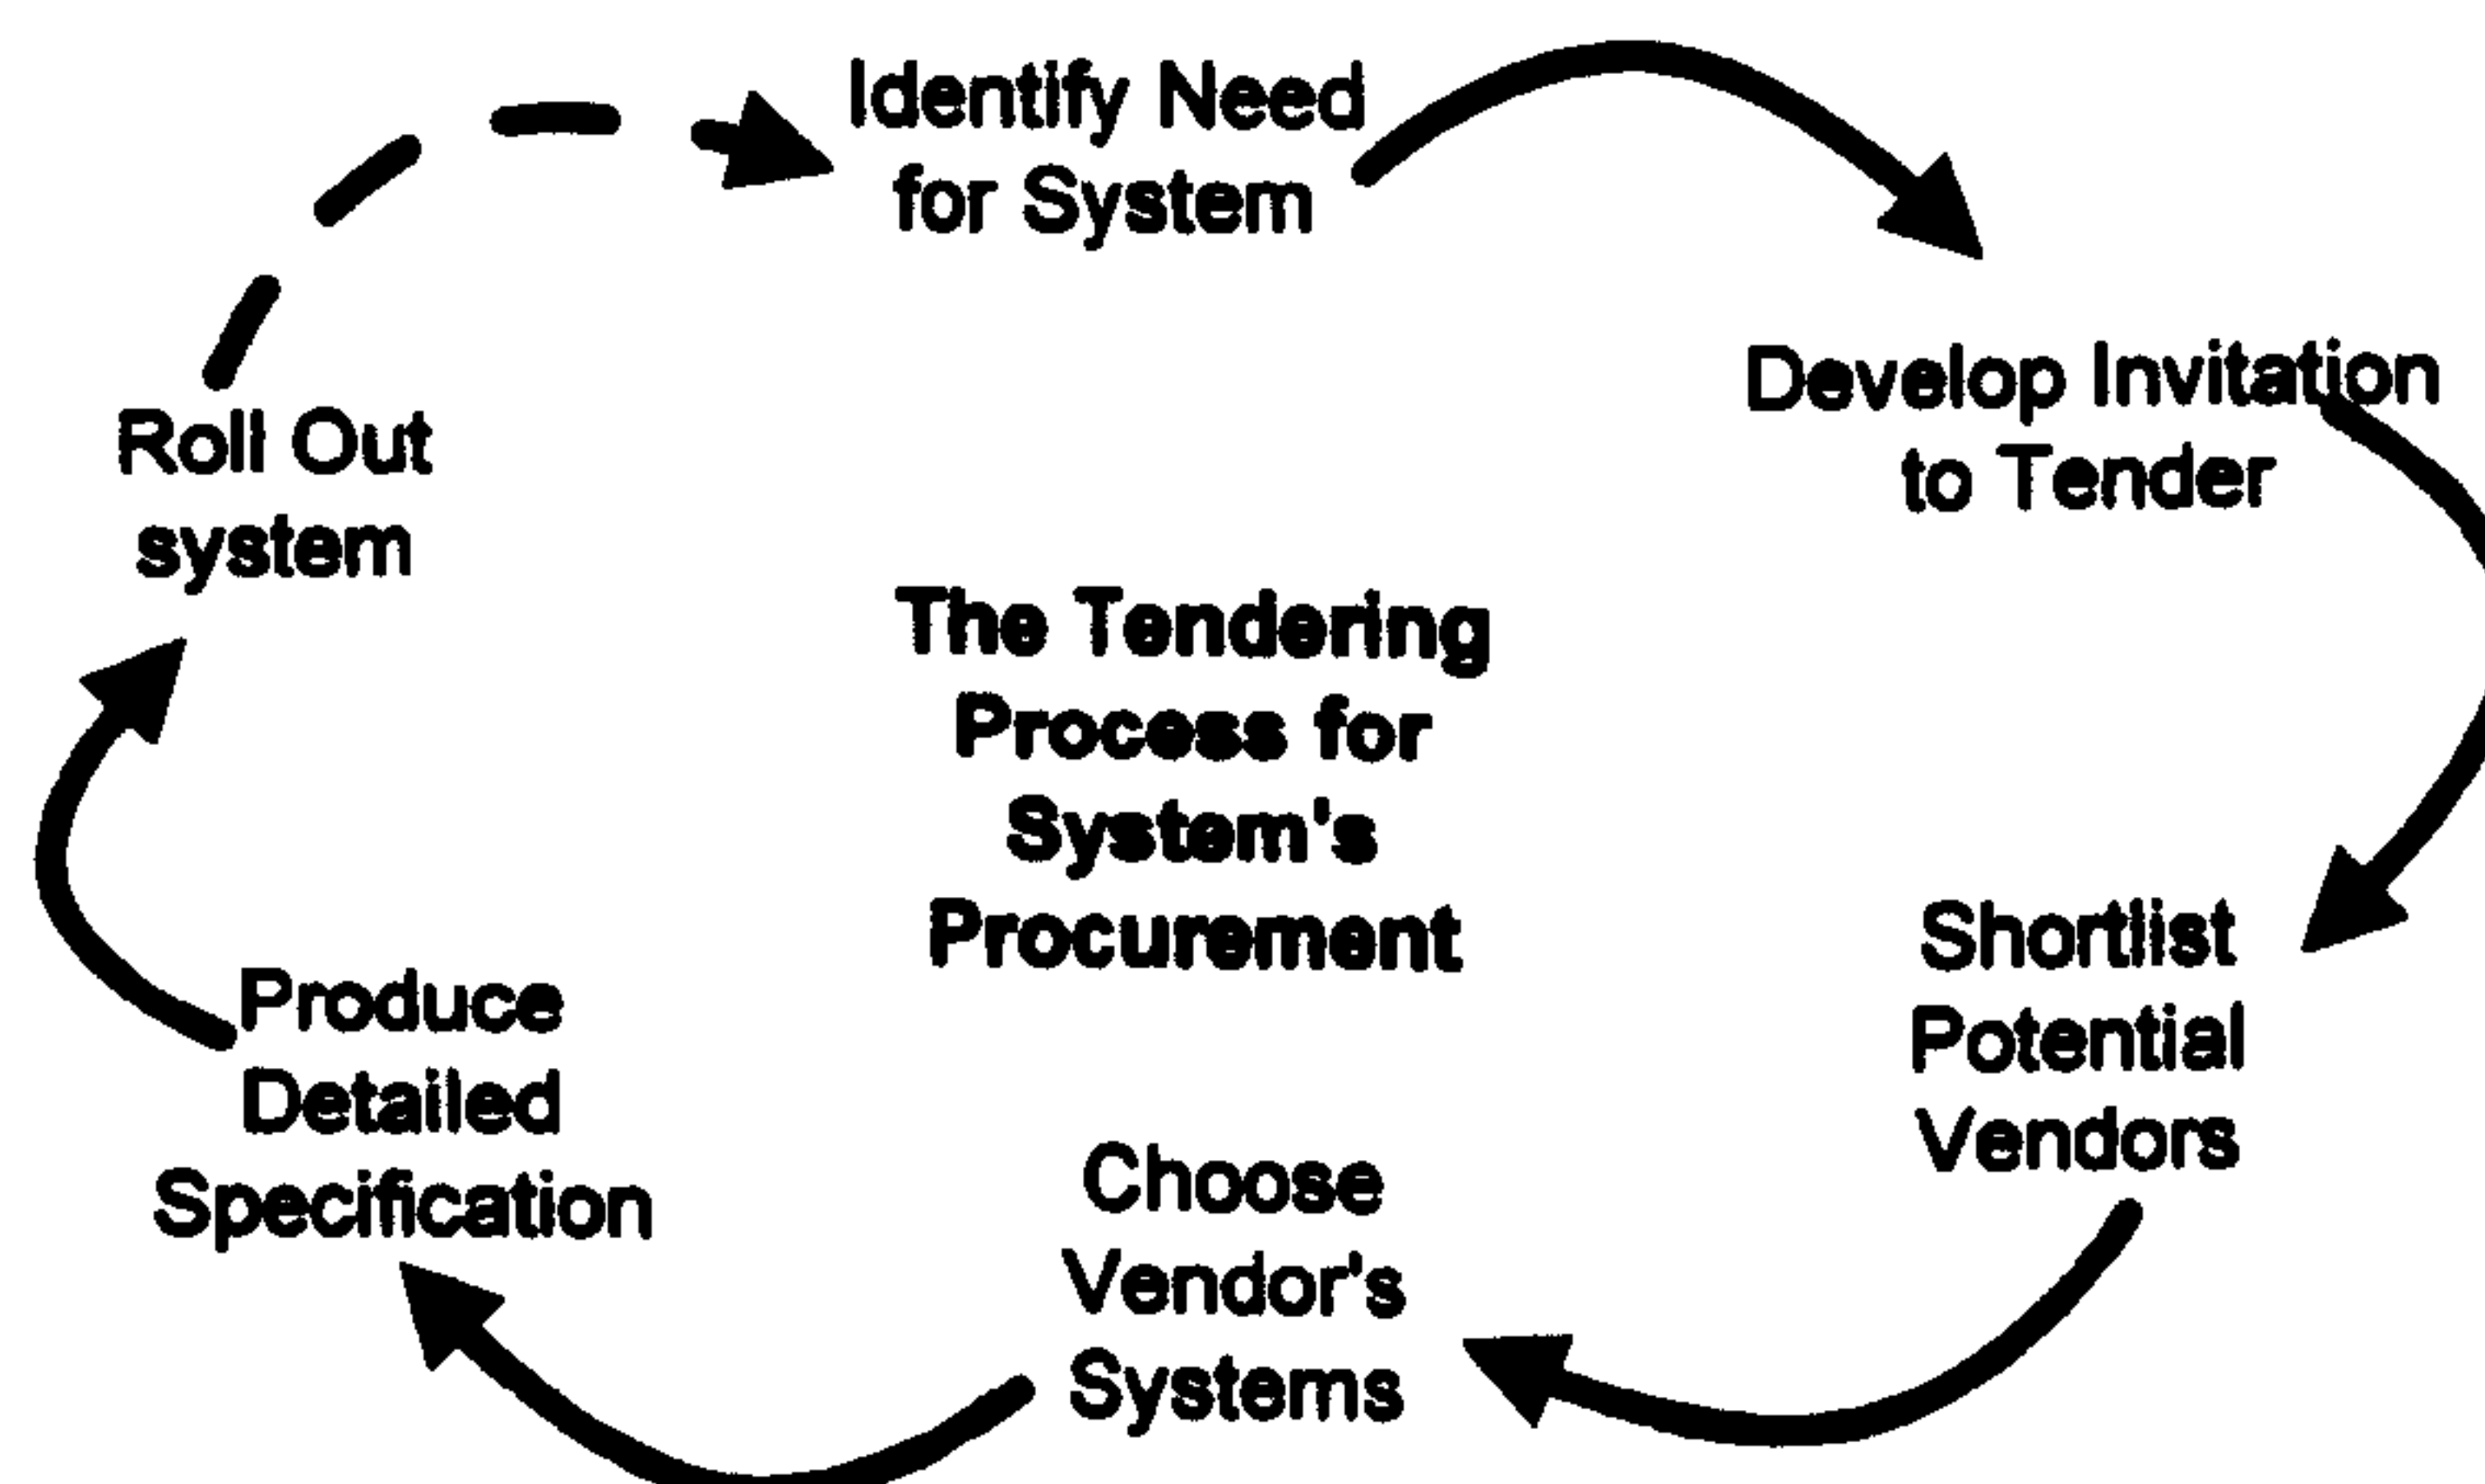 Identify Need
for System
Develop Invitation
to Tender
Shortlist
Potential
Vendors
Choose
Vendor's
Systems
Produce
Detailed
Specification
Roll Out
system
The Tendering
Process for
System's
Procurement